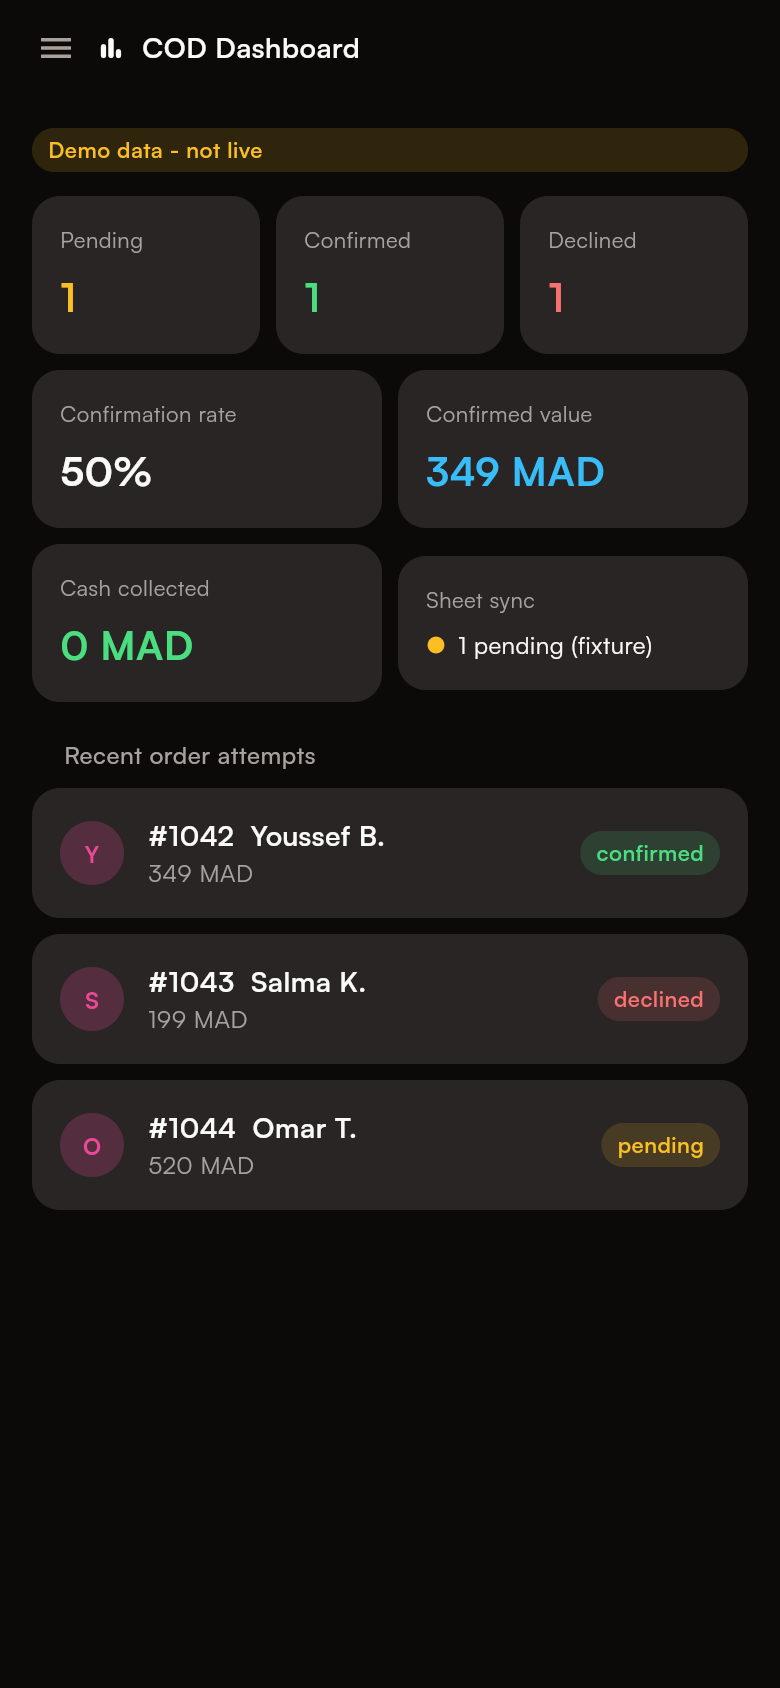 COD Dashboard
Demo data - not live
Pending
1
Confirmed
1
Declined
1
Confirmation rate
50%
Confirmed value
349 MAD
Cash collected
0 MAD
Sheet sync
1 pending (fixture)
Recent order attempts
Y
#1042 Youssef B.
349 MAD
confirmed
S
#1043 Salma K.
199 MAD
declined
O
#1044 Omar T.
520 MAD
pending